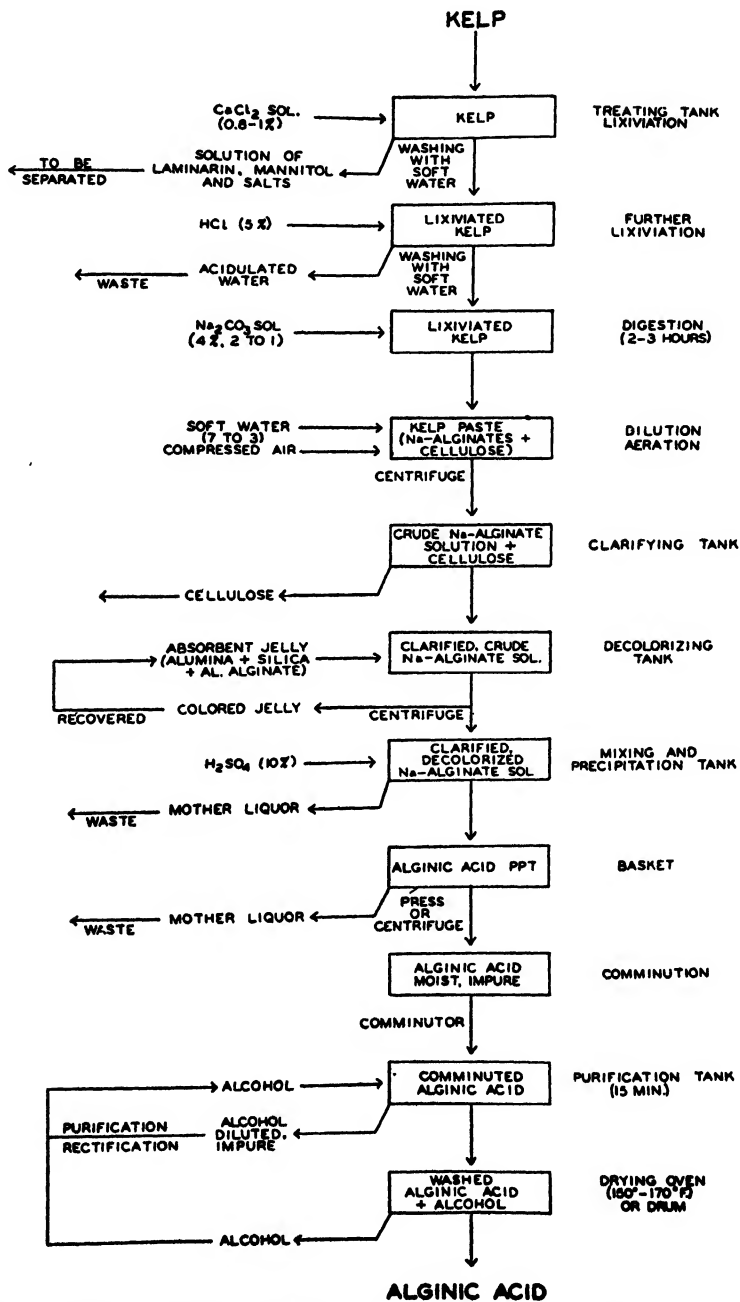 KELP
CaCl₂ SOL.
(0.8-1%)
KELP
TREATING TANK
LIXIVIATION
TO BE
SEPARATED
SOLUTION OF
LAMINARIN, MANNITOL
AND SALTS
WASHING
WITH
SOFT
WATER
HCl (5%)
LIXIVIATED
KELP
FURTHER
LIXIVIATION
WASTE
ACIDULATED
WATER
WASHING
WITH
SOFT
WATER
Na₂CO₃SOL
(4%, 2 TO 1)
LIXIVIATED
KELP
DIGESTION
(2-3 HOURS)
SOFT WATER
(7 TO 3)
COMPRESSED AIR
KELP PASTE
(Na-ALGINATES +
CELLULOSE)
DILUTION
AERATION
CENTRIFUGE
CRUDE Na-ALGINATE
SOLUTION +
CELLULOSE
CLARIFYING TANK
CELLULOSE
ABSORBENT JELLY
(ALUMINA + SILICA
+ AL. ALGINATE)
CLARIFIED, CRUDE
Na-ALGINATE SOL.
DECOLORIZING
TANK
RECOVERED
COLORED JELLY
CENTRIFUGE
H₂SO₄ (10%)
CLARIFIED,
DECOLORIZED
Na-ALGINATE SOL
MIXING AND
PRECIPITATION TANK
WASTE
MOTHER LIQUOR
ALGINIC ACID PPT
BASKET
WASTE
MOTHER LIQUOR
PRESS
OR
CENTRIFUGE
ALGINIC ACID
MOIST, IMPURE
COMMINUTION
COMMINUTOR
ALCOHOL
COMMINUTED
ALGINIC ACID
PURIFICATION TANK
(15 MIN.)
PURIFICATION
RECTIFICATION
ALCOHOL
DILUTED,
IMPURE
WASHED
ALGINIC ACID
+ ALCOHOL
DRYING OVEN
(150°-170°F.)
OR DRUM
ALCOHOL
ALGINIC ACID